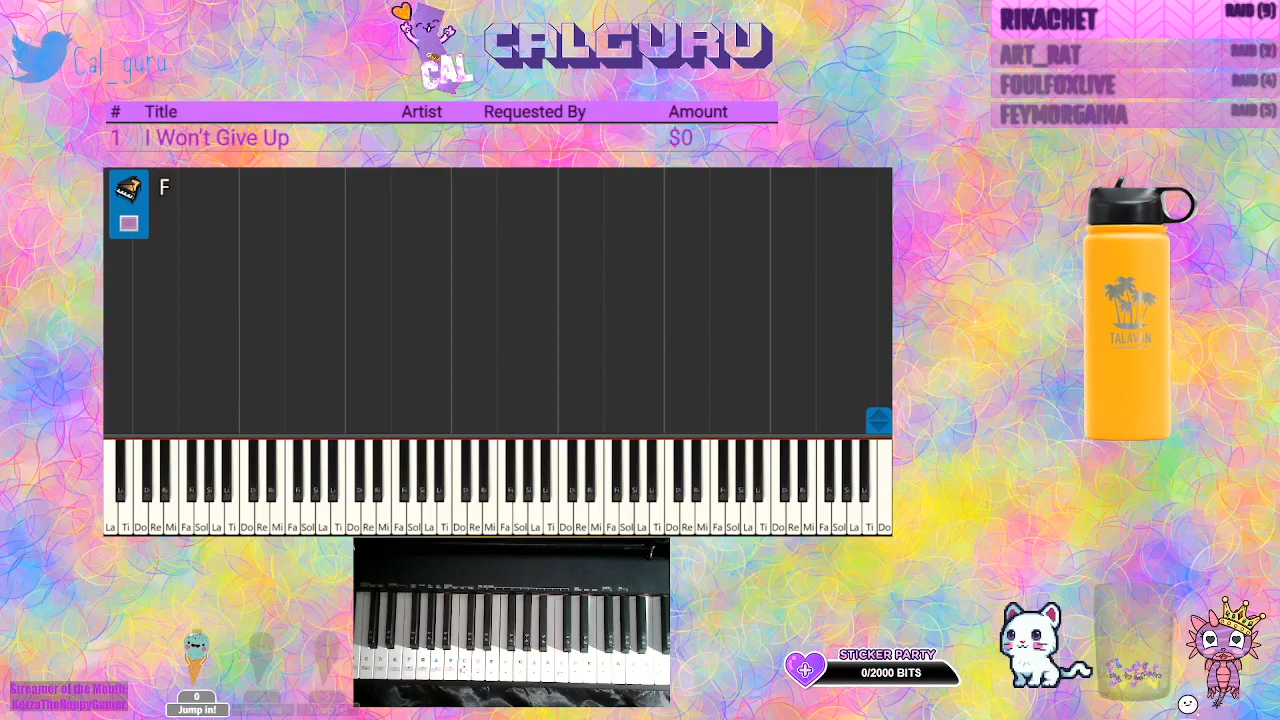 Cal_guru
CAL
CALGURU
RIKACHET RAID (9)
ART_RAT RAID (2)
FOULFOXLIVE RAID (4)
FEYMORGAINA RAID (5)
# Title Artist Requested By Amount
1 I Won't Give Up $0
F
TALAVAN
La Ti Do Re Mi Fa Sol La Ti Do Re Mi Fa Sol La Ti Do Re Mi Fa Sol La Ti Do Re Mi Fa Sol La Ti Do Re Mi Fa Sol La Ti Do Re Mi Fa Sol La Ti Do Re Mi Fa Sol La Ti Do
STICKER PARTY
0/2000 BITS
Streamer of the Month:
KezzaTheHappyGamer
0
Jump in!